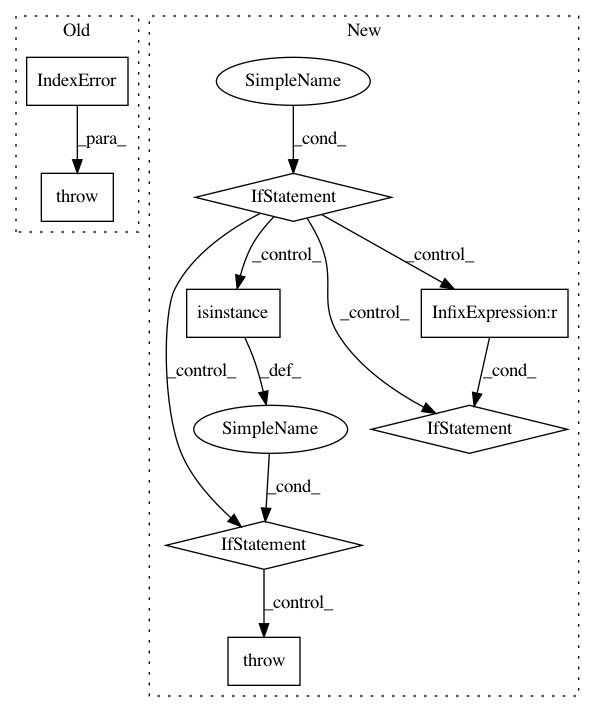 Old
New
IndexError
SimpleName
_para_
_cond_
throw
IfStatement
_control_
_control_
isinstance
InfixExpression:r
_control_
_control_
_def_
_cond_
SimpleName
IfStatement
_cond_
IfStatement
_control_
throw